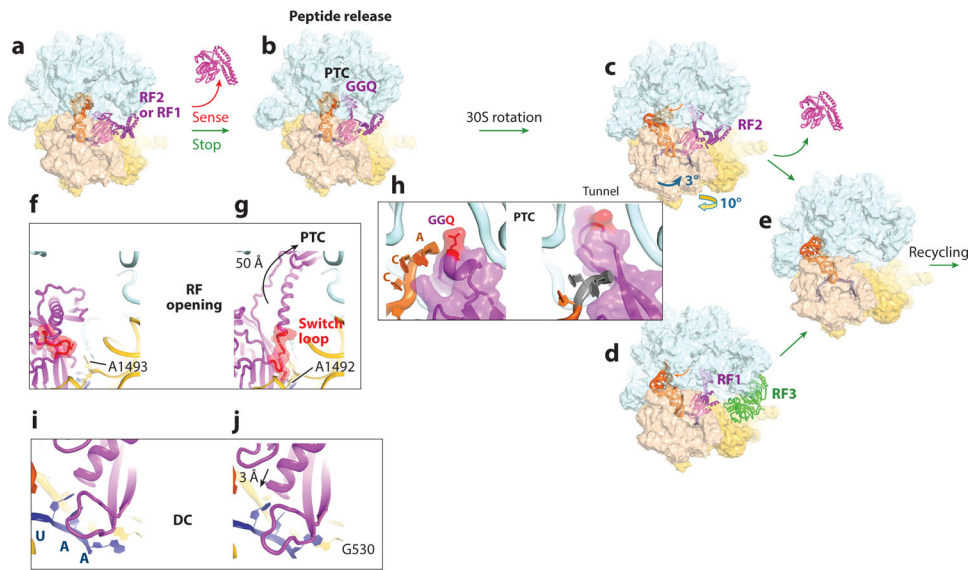 Peptide release
a
b
c
PTC
GGQ
RF2
or RF1
Sense
Stop
30S rotation
RF2
3°
10°
h
Tunnel
GGQ
A
C
C
PTC
e
Recycling
f
g
PTC
50 Å
RF
opening
Switch
loop
A1493
A1492
d
RF1
RF3
i
j
3 Å
DC
U
A
A
G530